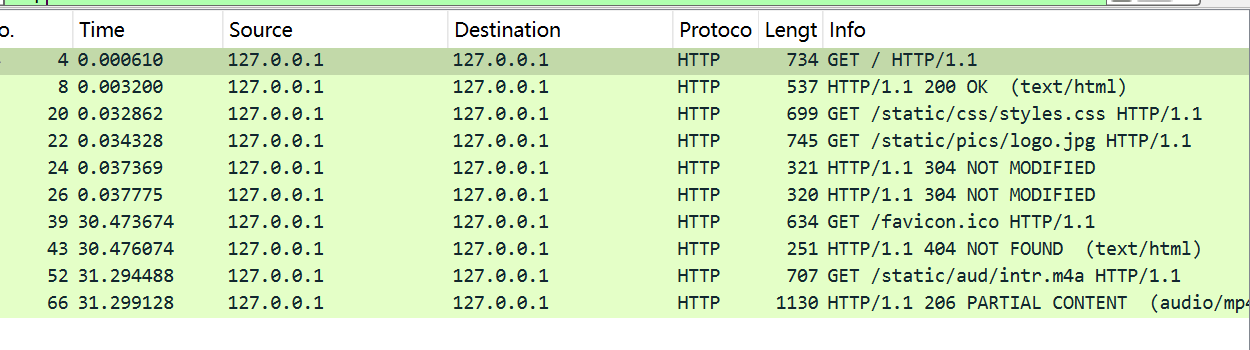 o. Time Source Destination Protoco Lengt Info
4 0.000610 127.0.0.1 127.0.0.1 HTTP 734 GET / HTTP/1.1
8 0.003200 127.0.0.1 127.0.0.1 HTTP 537 HTTP/1.1 200 OK (text/html)
20 0.032862 127.0.0.1 127.0.0.1 HTTP 699 GET /static/css/styles.css HTTP/1.1
22 0.034328 127.0.0.1 127.0.0.1 HTTP 745 GET /static/pics/logo.jpg HTTP/1.1
24 0.037369 127.0.0.1 127.0.0.1 HTTP 321 HTTP/1.1 304 NOT MODIFIED
26 0.037775 127.0.0.1 127.0.0.1 HTTP 320 HTTP/1.1 304 NOT MODIFIED
39 30.473674 127.0.0.1 127.0.0.1 HTTP 634 GET /favicon.ico HTTP/1.1
43 30.476074 127.0.0.1 127.0.0.1 HTTP 251 HTTP/1.1 404 NOT FOUND (text/html)
52 31.294488 127.0.0.1 127.0.0.1 HTTP 707 GET /static/aud/intr.m4a HTTP/1.1
66 31.299128 127.0.0.1 127.0.0.1 HTTP 1130 HTTP/1.1 206 PARTIAL CONTENT (audio/mp4